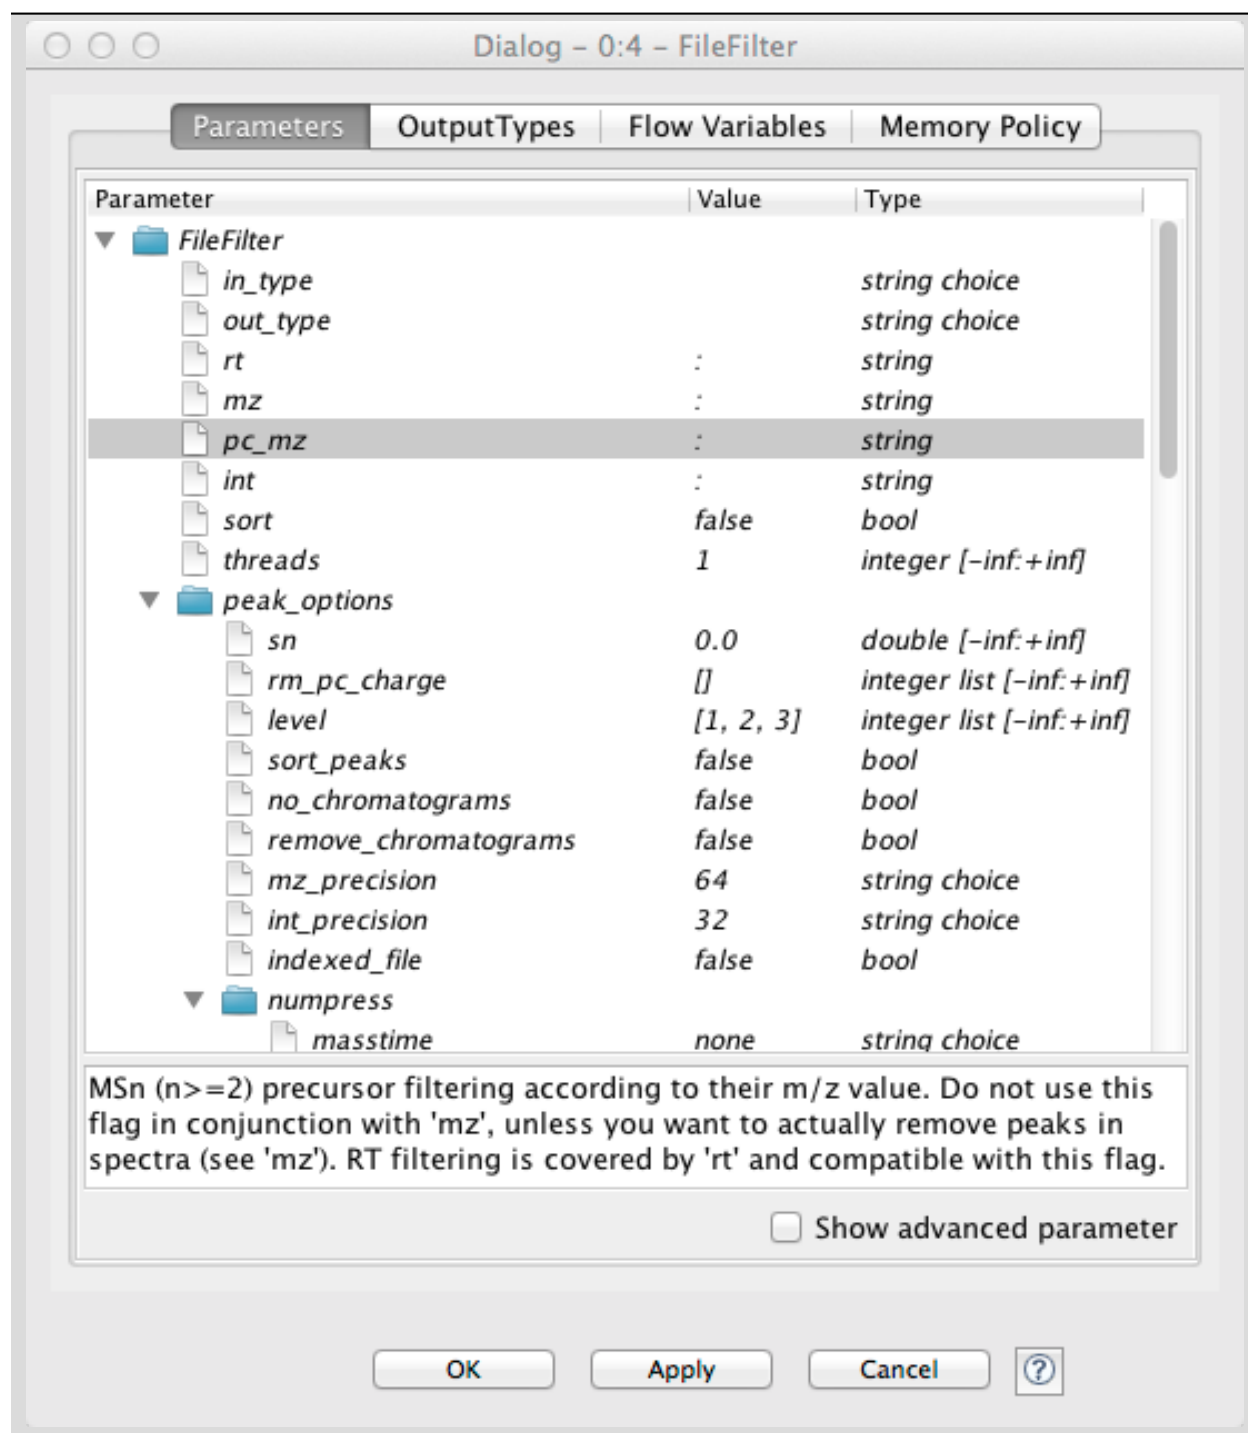 Dialog – 0:4 – FileFilter
Parameters OutputTypes Flow Variables Memory Policy
Parameter Value Type
FileFilter
in_type string choice
out_type string choice
rt : string
mz : string
pc_mz : string
int : string
sort false bool
threads 1 integer [-inf:+inf]
peak_options
sn 0.0 double [-inf:+inf]
rm_pc_charge [] integer list [-inf:+inf]
level [1, 2, 3] integer list [-inf:+inf]
sort_peaks false bool
no_chromatograms false bool
remove_chromatograms false bool
mz_precision 64 string choice
int_precision 32 string choice
indexed_file false bool
numpress
masstime none string choice
MSn (n>=2) precursor filtering according to their m/z value. Do not use this
flag in conjunction with 'mz', unless you want to actually remove peaks in
spectra (see 'mz'). RT filtering is covered by 'rt' and compatible with this flag.
Show advanced parameter
OK Apply Cancel ?